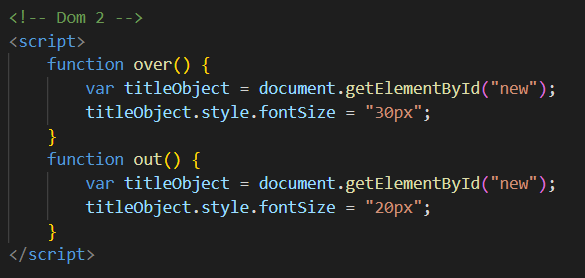 <!-- Dom 2 -->
<script>
    function over() {
        var titleObject = document.getElementById("new");
        titleObject.style.fontSize = "30px";
    }
    function out() {
        var titleObject = document.getElementById("new");
        titleObject.style.fontSize = "20px";
    }
</script>